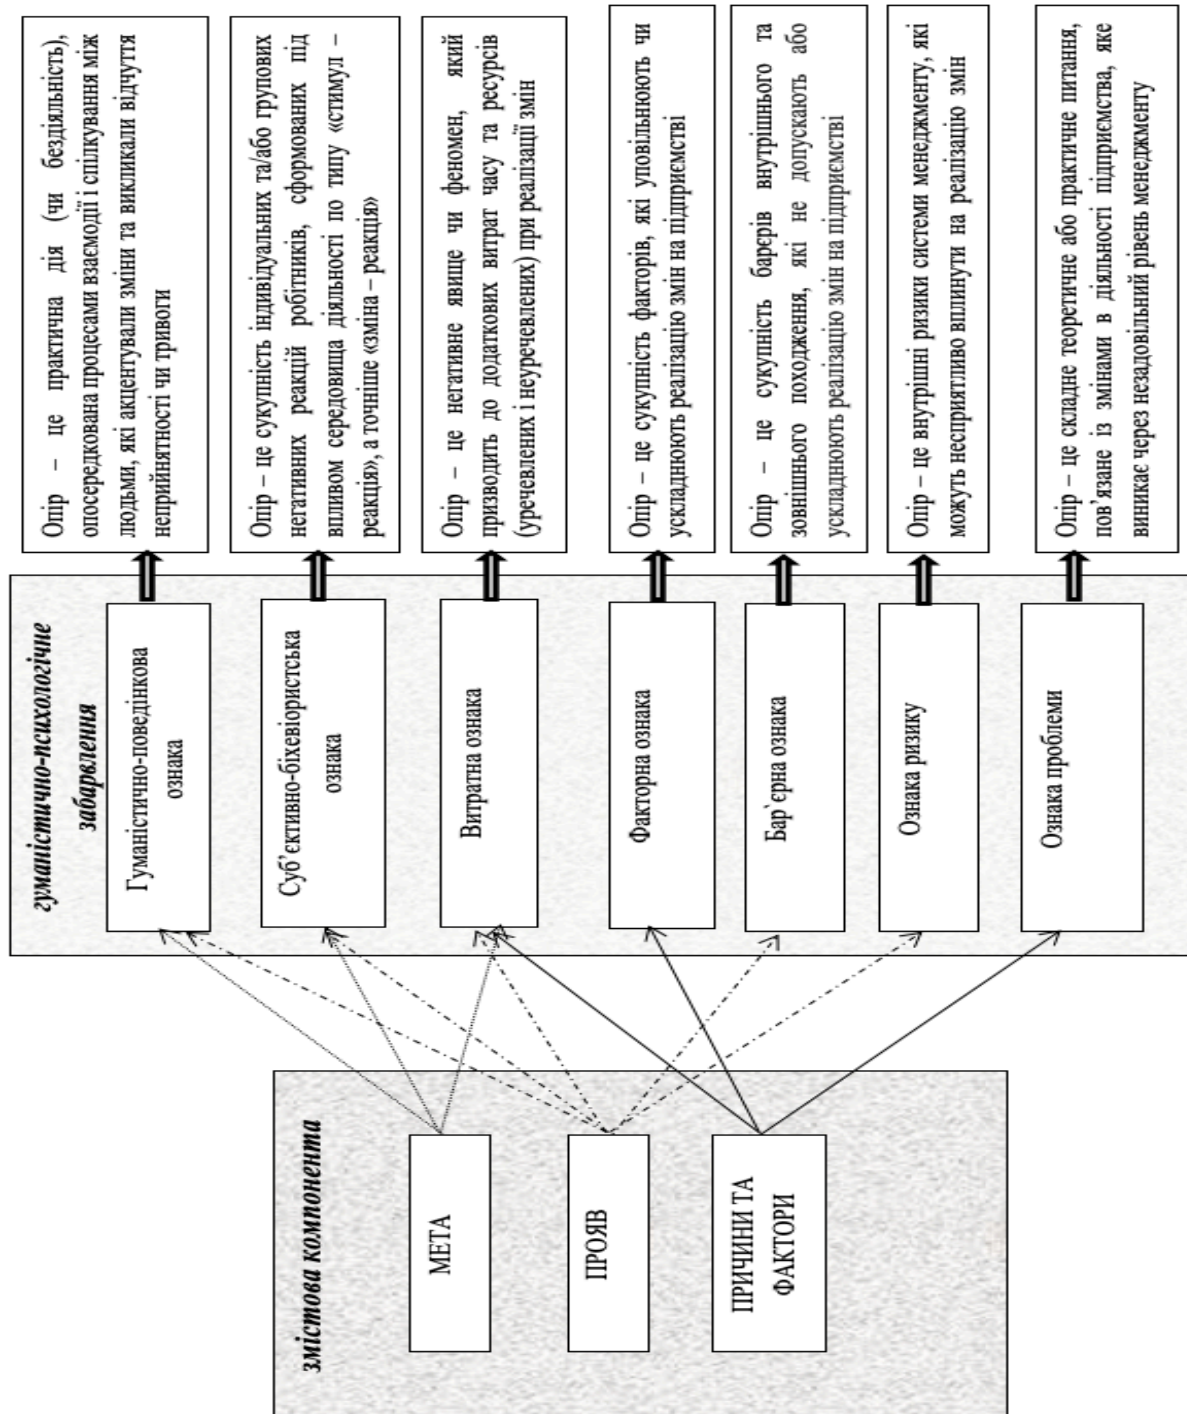 змістова компонента
МЕТА
ПРОЯВ
ПРИЧИНИ ТА
ФАКТОРИ
гуманістично-психологічне
забарвлення
Гуманістично-поведінкова
ознака
Суб’єктивно-біхевіористська
ознака
Витратна ознака
Факторна ознака
Бар`єрна ознака
Ознака ризику
Ознака проблеми
Опір – це практична дія (чи бездіяльність),
опосередкована процесами взаємодії і спілкування між
людьми, які акцентували зміни та викликали відчуття
неприйнятності чи тривоги
Опір – це сукупність індивідуальних та/або групових
негативних реакцій робітників, сформованих під
впливом середовища діяльності по типу «стимул –
реакція», а точніше «зміна – реакція»
Опір – це негативне явище чи феномен, який
призводить до додаткових витрат часу та ресурсів
(уречевлених і неуречевлених) при реалізації змін
Опір – це сукупність факторів, які уповільнюють чи
ускладнюють реалізацію змін на підприємстві
Опір – це сукупність барєрів внутрішнього та
зовнішнього походження, які не допускають або
ускладнюють реалізацію змін на підприємстві
Опір – це внутрішні ризики системи менеджменту, які
можуть несприятливо вплинути на реалізацію змін
Опір – це складне теоретичне або практичне питання,
пов’язане із змінами в діяльності підприємства, яке
виникає через незадовільний рівень менеджменту